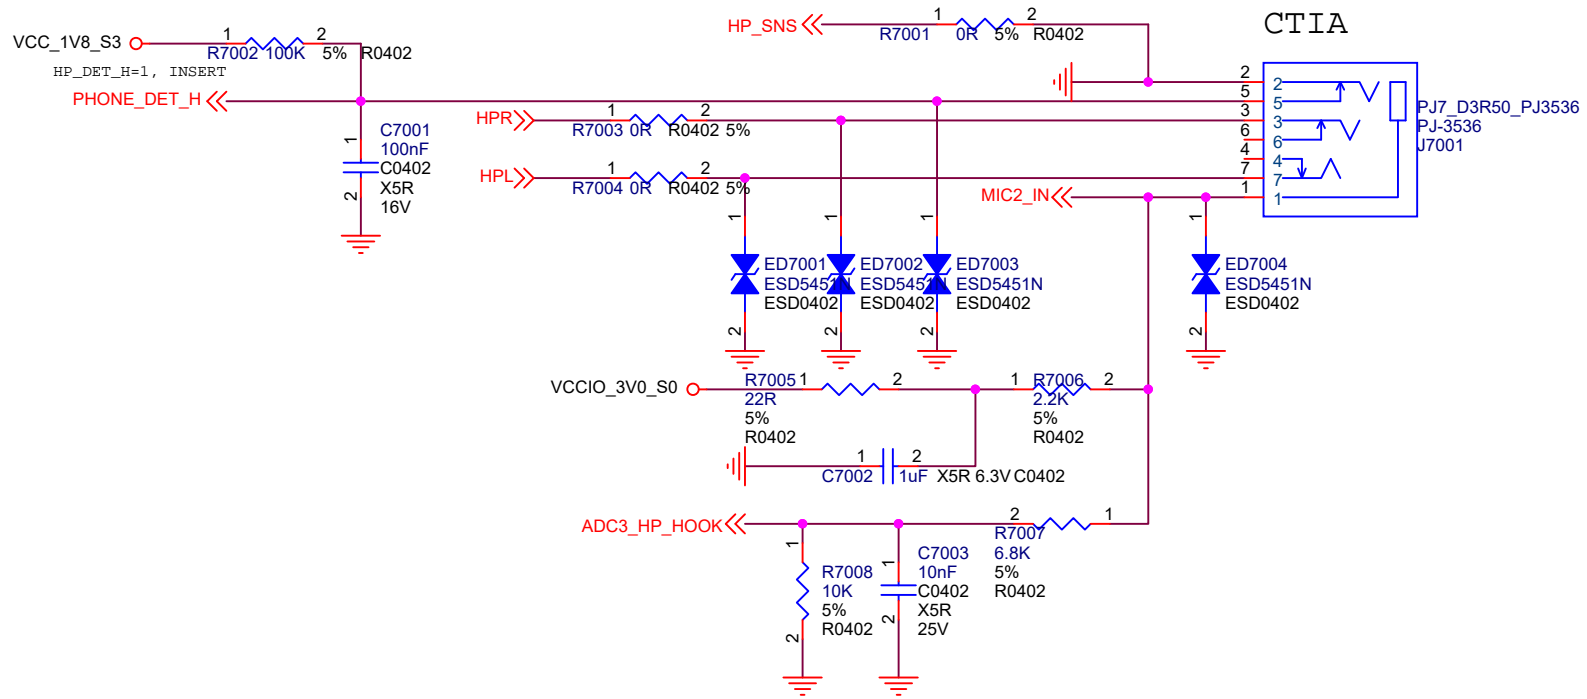 CTIA
HP_SNS
1
2
R7001 0R 5% R0402
VCC_1V8_S3
1
2
R7002 100K 5% R0402
HP_DET_H=1, INSERT
PHONE_DET_H
C7001
100nF
C0402
X5R
16V
1
2
HPR
1
2
R7003 0R R0402 5%
HPL
1
2
R7004 0R R0402 5%
MIC2_IN
2
5
3
6
4
7
1
2
5
3
6
4
7
1
PJ7_D3R50_PJ3536
PJ-3536
J7001
1
2
ED7001
ESD5451N
ESD0402
1
2
ED7002
ESD5451N
ESD0402
1
2
ED7003
ESD5451N
ESD0402
1
2
ED7004
ESD5451N
ESD0402
VCCIO_3V0_S0
R7005
1
2
22R
5%
R0402
1
R7006
2
2.2K
5%
R0402
1
2
C7002 1uF X5R 6.3V C0402
ADC3_HP_HOOK
2
1
R7007
6.8K
5%
R0402
1
2
R7008
10K
5%
R0402
1
2
C7003
10nF
C0402
X5R
25V